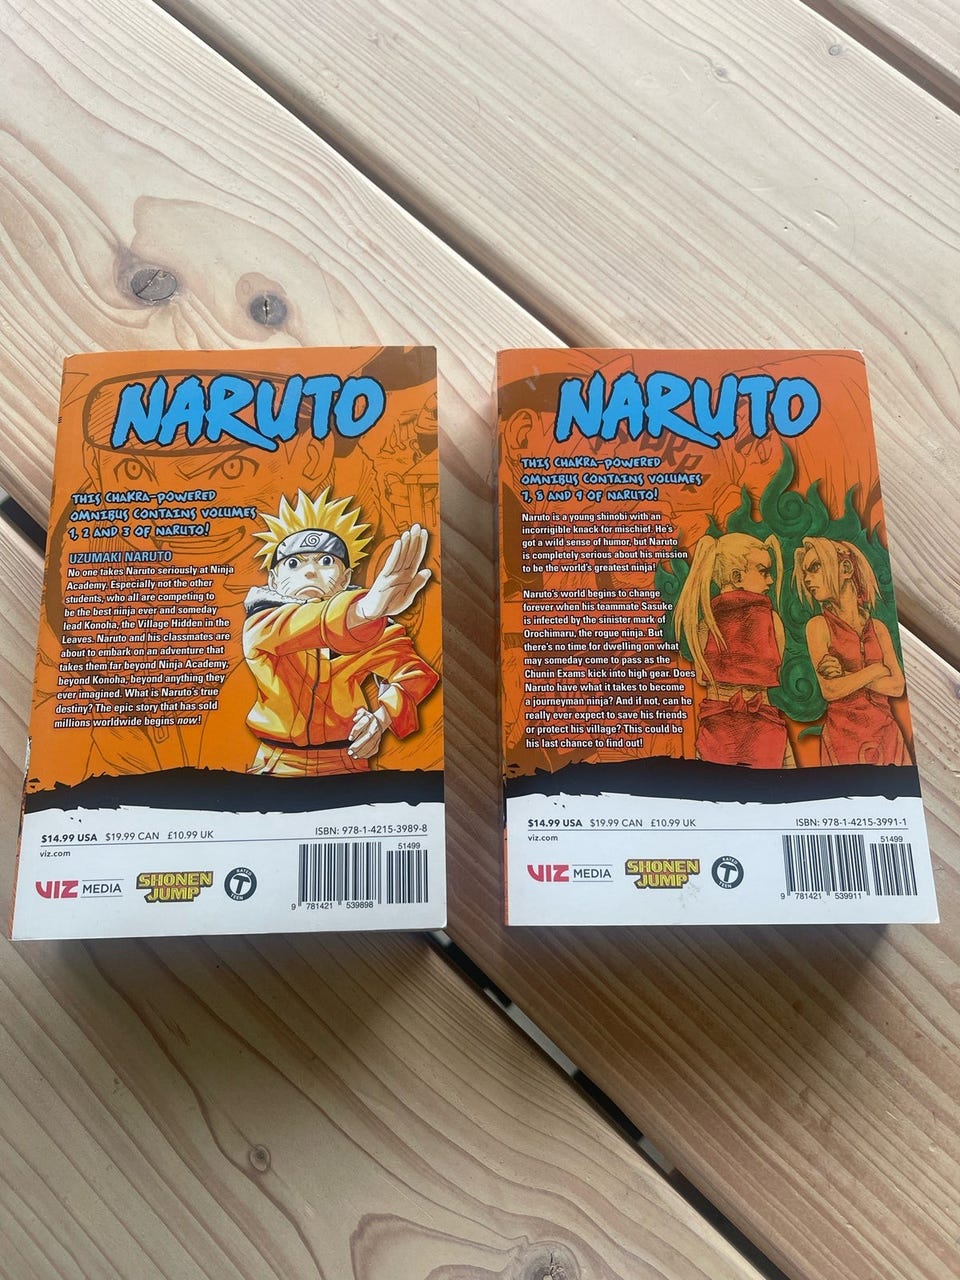 NARUTO
THIS CHAKRA-POWERED
OMNIBUS CONTAINS VOLUMES
1, 2 AND 3 OF NARUTO!
UZUMAKI NARUTO
No one takes Naruto seriously at Ninja
Academy. Especially not the other
students, who all are competing to
be the best ninja ever and someday
lead Konoha, the Village Hidden in the
Leaves. Naruto and his classmates are
about to embark on an adventure that
takes them far beyond Ninja Academy,
beyond Konoha, beyond anything they
ever imagined. What is Naruto's true
destiny? The epic story that has sold
millions worldwide begins now!
$14.99 USA $19.99 CAN £10.99 UK
viz.com
ISBN: 978-1-4215-3989-8
51499
VIZ MEDIA
SHONEN
JUMP
RATED
T
TEEN
9 781421 539898
NARUTO
THIS CHAKRA-POWERED
OMNIBUS CONTAINS VOLUMES
7, 8 AND 9 OF NARUTO!
Naruto is a young shinobi with an
incorrigible knack for mischief. He's
got a wild sense of humor, but Naruto
is completely serious about his mission
to be the world's greatest ninja!
Naruto's world begins to change
forever when his teammate Sasuke
is infected by the sinister mark of
Orochimaru, the rogue ninja. But
there's no time for dwelling on what
may someday come to pass as the
Chunin Exams kick into high gear. Does
Naruto have what it takes to become
a journeyman ninja? And if not, can he
really ever expect to save his friends
or protect his village? This could be
his last chance to find out!
$14.99 USA $19.99 CAN £10.99 UK
viz.com
ISBN: 978-1-4215-3991-1
51499
VIZ MEDIA
SHONEN
JUMP
RATED
T
TEEN
9 781421 539911